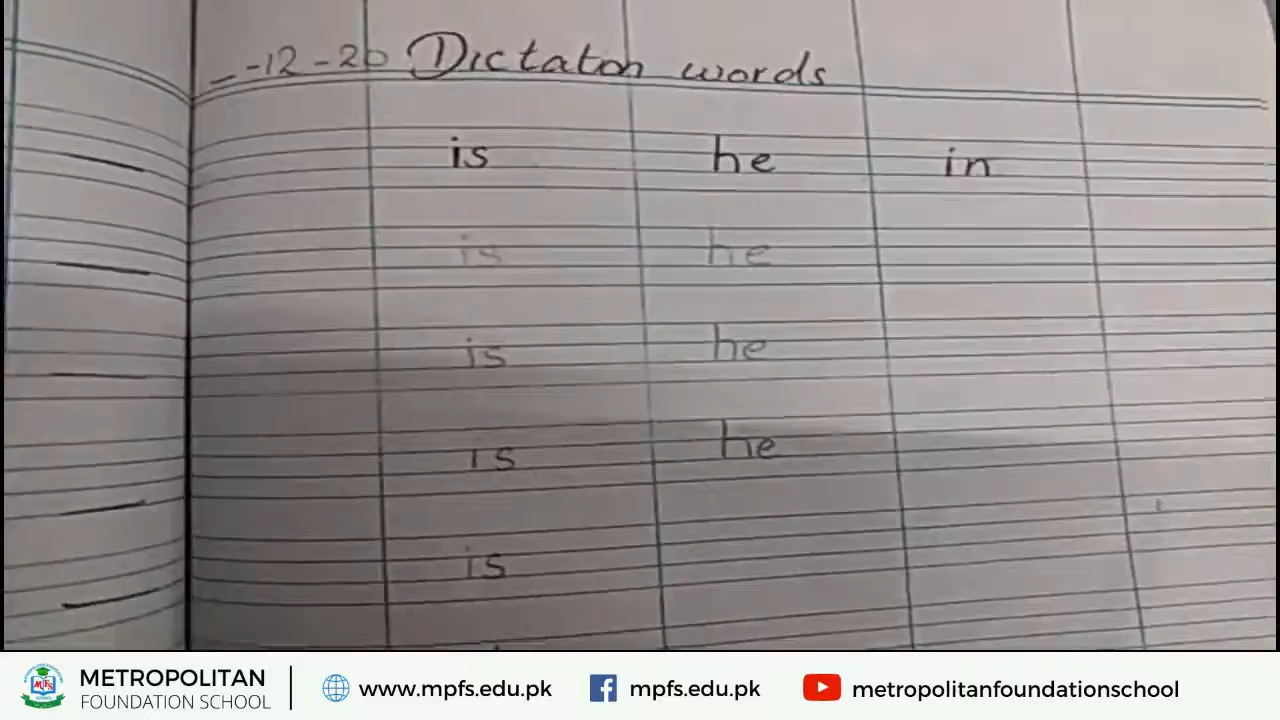 _-12-20 Dictation words
is he in
is he
is he
is he
is
METROPOLITAN
FOUNDATION SCHOOL
www.mpfs.edu.pk
mpfs.edu.pk
metropolitanfoundationschool